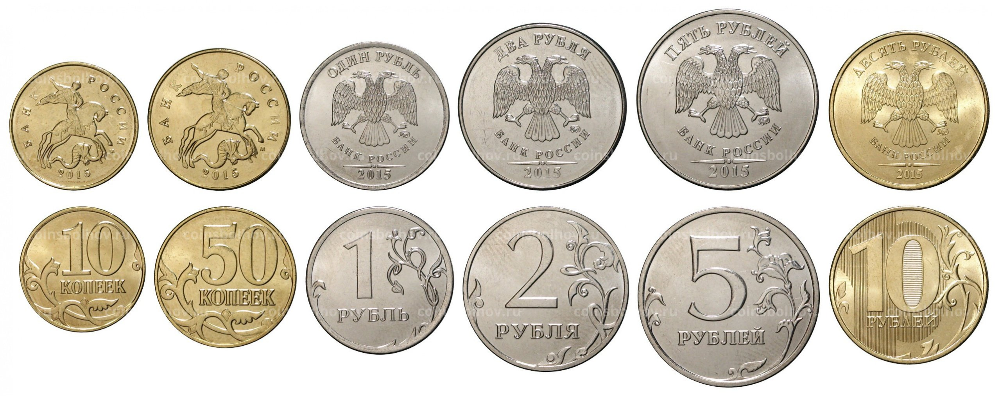 БАНК РОССИИ
М
2015
БАНК РОССИИ
М
2015
ОДИН РУБЛЬ
БАНК РОССИИ
2015
ДВА РУБЛЯ
БАНК РОССИИ
2015
ПЯТЬ РУБЛЕЙ
БАНК РОССИИ
2015
ДЕСЯТЬ РУБЛЕЙ
БАНК РОССИИ
2015
10
КОПЕЕК
50
КОПЕЕК
1
РУБЛЬ
2
РУБЛЯ
5
РУБЛЕЙ
10
РУБЛЕЙ
coinsbolhov.ru